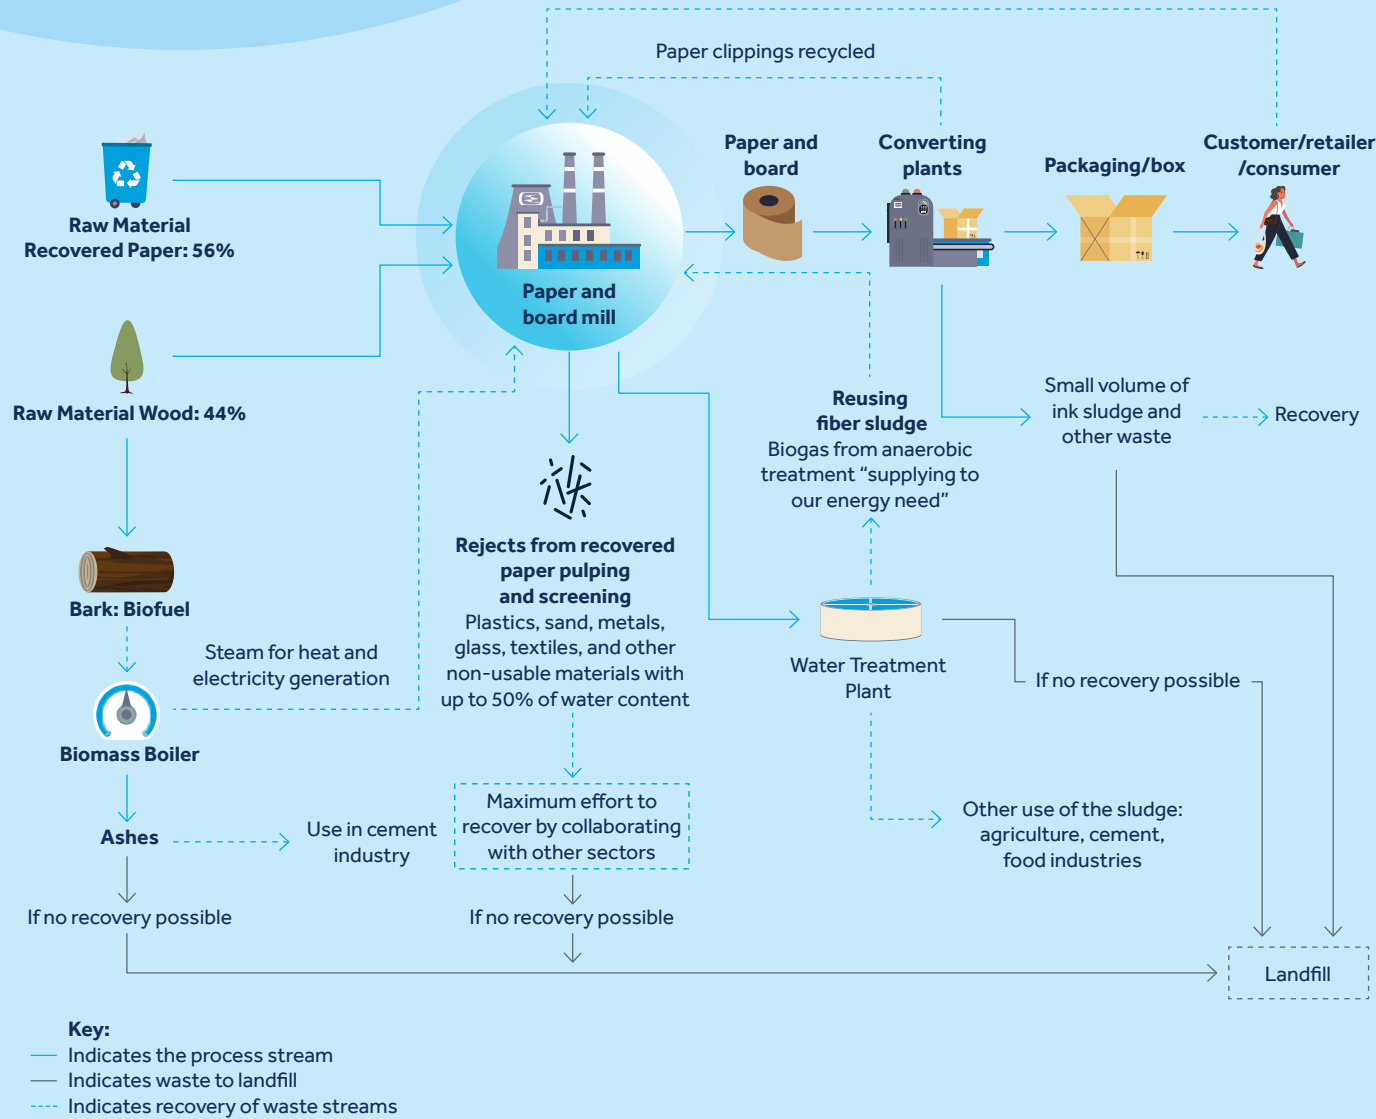 Paper clippings recycled
Paper and
board
Converting
plants
Packaging/box
Customer/retailer
/consumer
Raw Material
Recovered Paper: 56%
Paper and
board mill
Raw Material Wood: 44%
Reusing
fiber sludge
Biogas from anaerobic
treatment “supplying to
our energy need”
Small volume of
ink sludge and
other waste
Recovery
Bark: Biofuel
Rejects from recovered
paper pulping
and screening
Plastics, sand, metals,
glass, textiles, and other
non-usable materials with
up to 50% of water content
Steam for heat and
electricity generation
Water Treatment
Plant
If no recovery possible
Biomass Boiler
Ashes
Use in cement
industry
Maximum effort to
recover by collaborating
with other sectors
Other use of the sludge:
agriculture, cement,
food industries
If no recovery possible
If no recovery possible
Landfill
Key:
Indicates the process stream
Indicates waste to landfill
Indicates recovery of waste streams